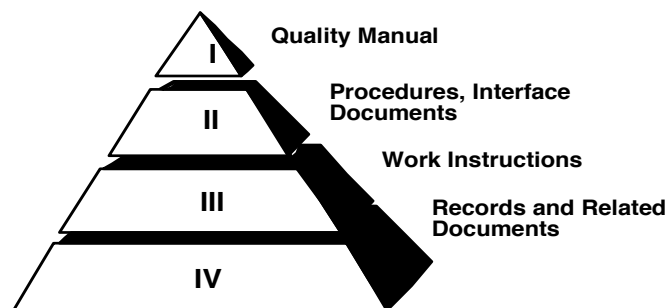 I
Quality Manual
II
Procedures, Interface
Documents
III
Work Instructions
IV
Records and Related
Documents